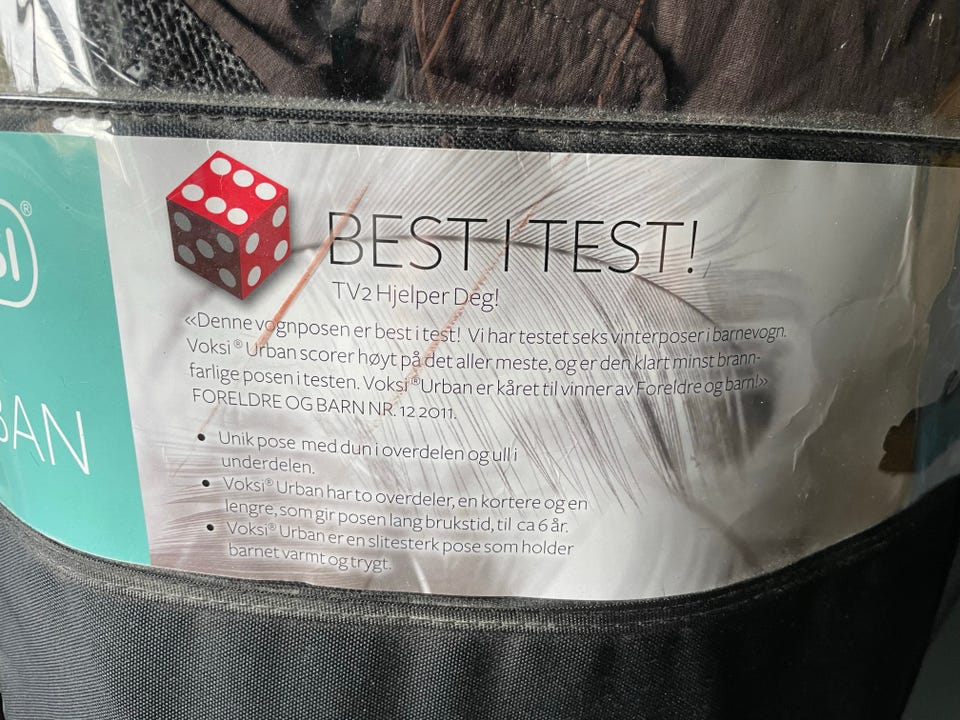 ®
BEST I TEST!
TV2 Hjelper Deg!
«Denne vognposen er best i test! Vi har testet seks vinterposer i barnevogn.
Voksi® Urban scorer høyt på det aller meste, og er den klart minst brann-
farlige posen i testen. Voksi® Urban er kåret til vinner av Foreldre og barn!»
FORELDRE OG BARN NR. 12 2011.
BAN
• Unik pose med dun i overdelen og ull i
underdelen.
• Voksi® Urban har to overdeler, en kortere og en
lengre, som gir posen lang brukstid, til ca 6 år.
• Voksi® Urban er en slitesterk pose som holder
barnet varmt og trygt.